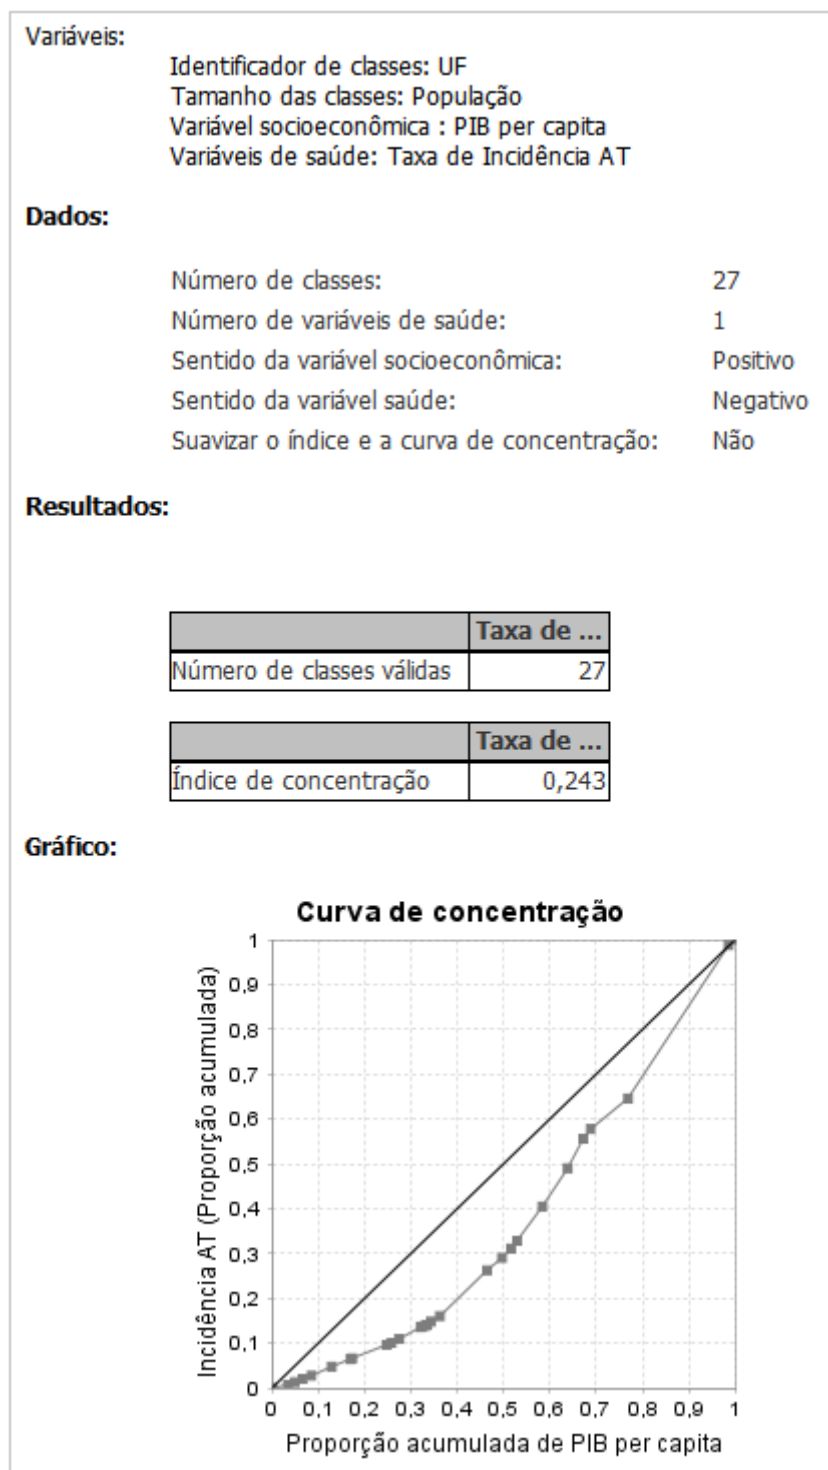 Variáveis:
Identificador de classes: UF
Tamanho das classes: População
Variável socioeconômica : PIB per capita
Variáveis de saúde: Taxa de Incidência AT
Dados:
Número de classes: 27
Número de variáveis de saúde: 1
Sentido da variável socioeconômica: Positivo
Sentido da variável saúde: Negativo
Suavizar o índice e a curva de concentração: Não
Resultados:
Taxa de ...
Número de classes válidas 27
Taxa de ...
Índice de concentração 0,243
Gráfico:
Curva de concentração
Incidência AT (Proporção acumulada)
1
0,9
0,8
0,7
0,6
0,5
0,4
0,3
0,2
0,1
0
0 0,1 0,2 0,3 0,4 0,5 0,6 0,7 0,8 0,9 1
Proporção acumulada de PIB per capita